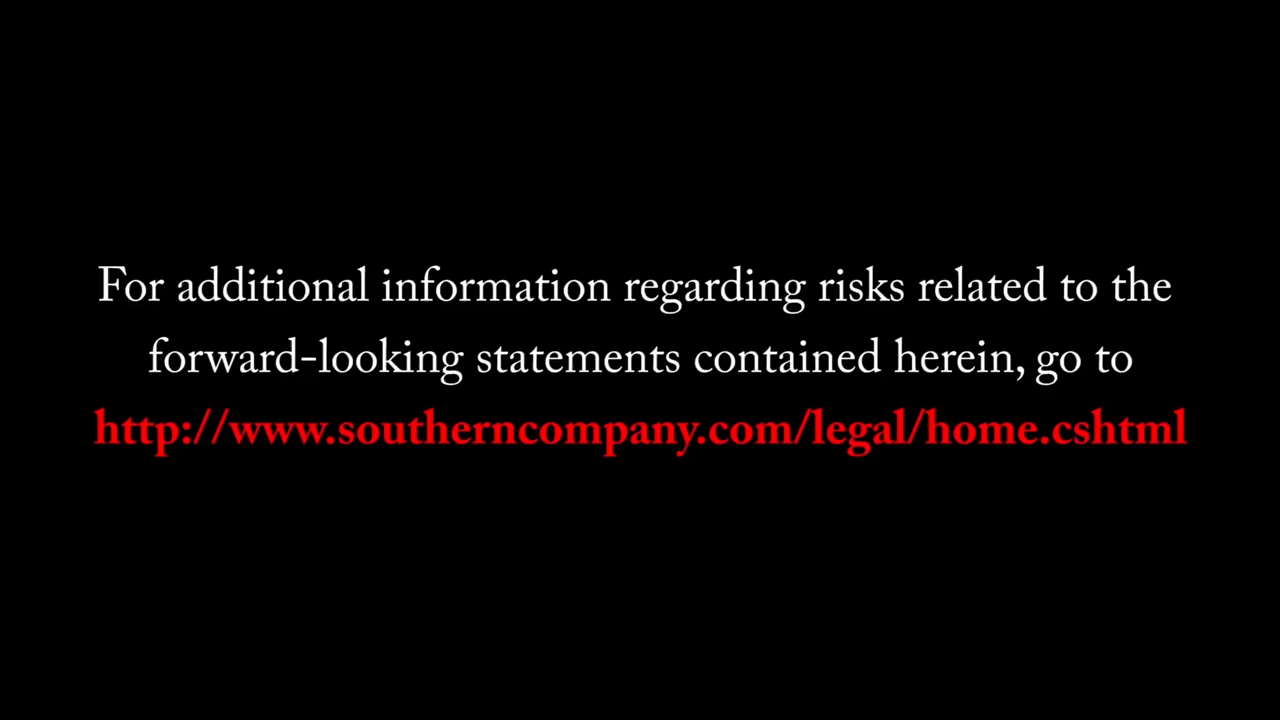 For additional information regarding risks related to the
forward-looking statements contained herein, go to
http://www.southerncompany.com/legal/home.cshtml